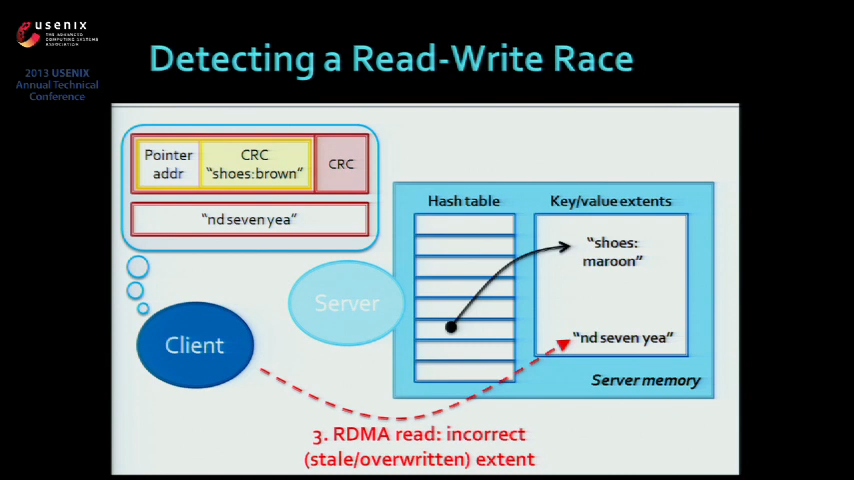 usenix
THE ADVANCED
COMPUTING SYSTEMS
ASSOCIATION
2013 USENIX
Annual Technical
Conference
Detecting a Read-Write Race
Pointer
addr
CRC
"shoes:brown"
CRC
"nd seven yea"
Client
Server
Hash table
Key/value extents
"shoes:
maroon"
"nd seven yea"
Server memory
3. RDMA read: incorrect
(stale/overwritten) extent